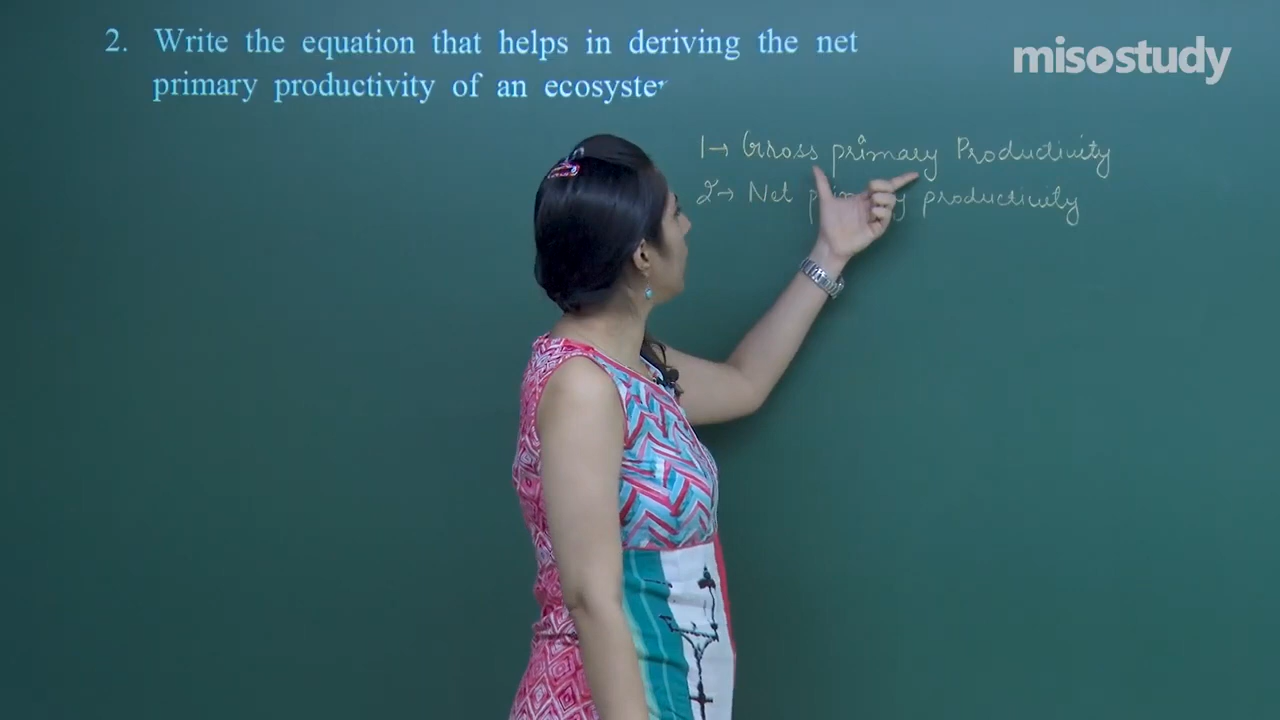 2. Write the equation that helps in deriving the net
primary productivity of an
misostudy
1→ Gross primary Productivity
2→ Net productivity